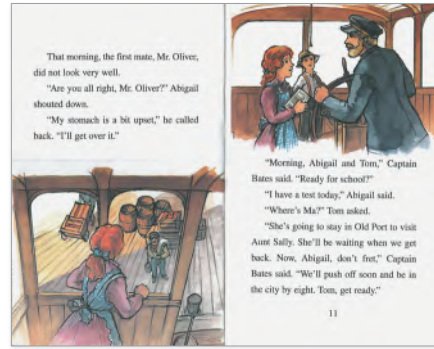 That morning, the first mate, Mr. Oliver,
did not look very well.
"Are you all right, Mr. Oliver?" Abigail
shouted down.
"My stomach is a bit upset," he called
back. "I'll get over it."
"Morning, Abigail and Tom," Captain
Bates said. "Ready for school?"
"I have a test today," Abigail said.
"Where's Ma?" Tom asked.
"She's going to stay in Old Port to visit
Aunt Sally. She'll be waiting when we get
back. Now, Abigail, don't fret," Captain
Bates said. "We'll push off soon and be in
the city by eight. Tom, get ready."
11